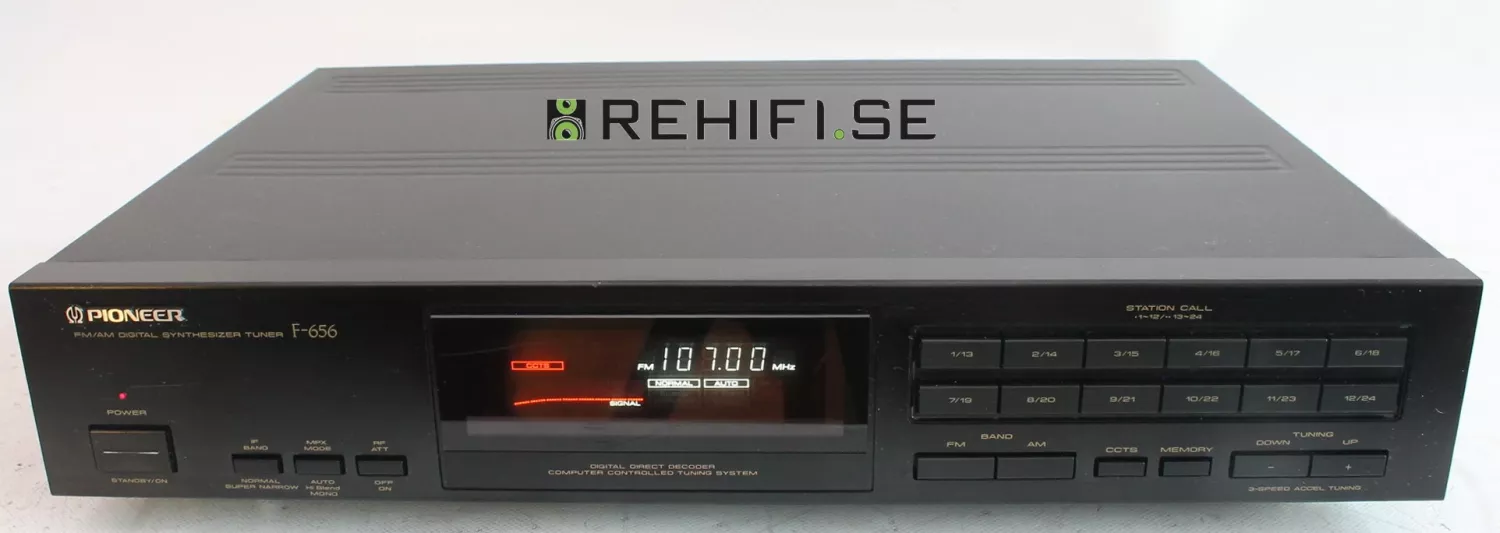 REHIFI.SE
PIONEER
FM/AM DIGITAL SYNTHESIZER TUNER F-656
POWER
STANDBY/ON
IF BAND
NORMAL
SUPER NARROW
MPX MODE
AUTO
Hi Blend
MONO
RF ATT
OFF
ON
CCTS
FM 107.00 MHz
NORMAL AUTO
SIGNAL
DIGITAL DIRECT DECODER
COMPUTER CONTROLLED TUNING SYSTEM
STATION CALL
1/13 2/14 3/15 4/16 5/17 6/18
7/19 8/20 9/21 10/22 11/23 12/24
BAND
FM AM
CCTS
MEMORY
TUNING
DOWN UP
- +
3-SPEED ACCEL TUNING